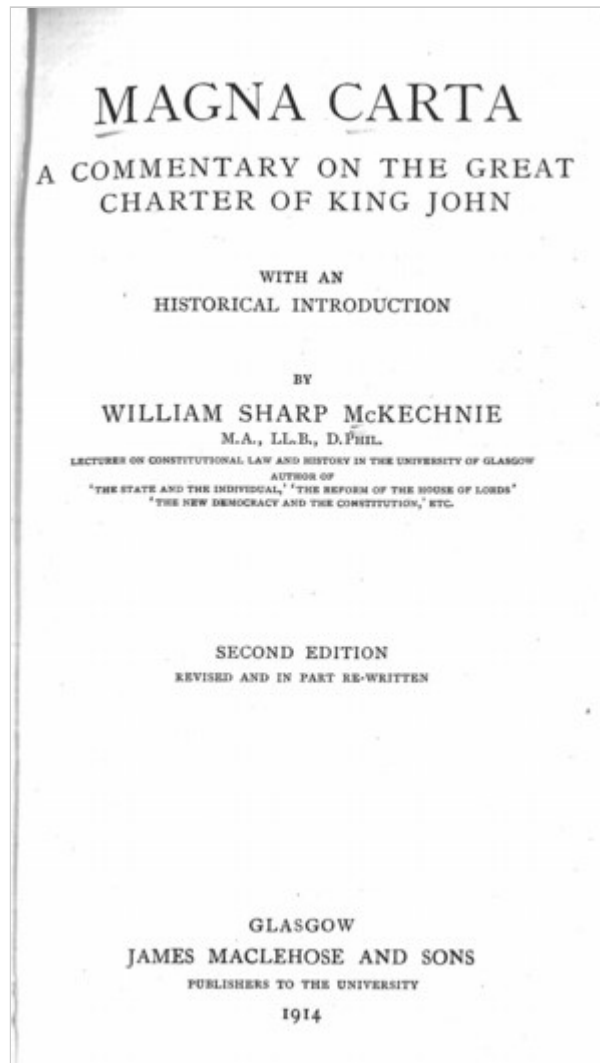 MAGNA CARTA
A COMMENTARY ON THE GREAT
CHARTER OF KING JOHN
WITH AN
HISTORICAL INTRODUCTION
BY
WILLIAM SHARP McKECHNIE
M.A., LL.B., D.PHIL.
LECTURER ON CONSTITUTIONAL LAW AND HISTORY IN THE UNIVERSITY OF GLASGOW
AUTHOR OF
'THE STATE AND THE INDIVIDUAL,' 'THE REFORM OF THE HOUSE OF LORDS'
'THE NEW DEMOCRACY AND THE CONSTITUTION,' ETC.
SECOND EDITION
REVISED AND IN PART RE-WRITTEN
GLASGOW
JAMES MACLEHOSE AND SONS
PUBLISHERS TO THE UNIVERSITY
1914